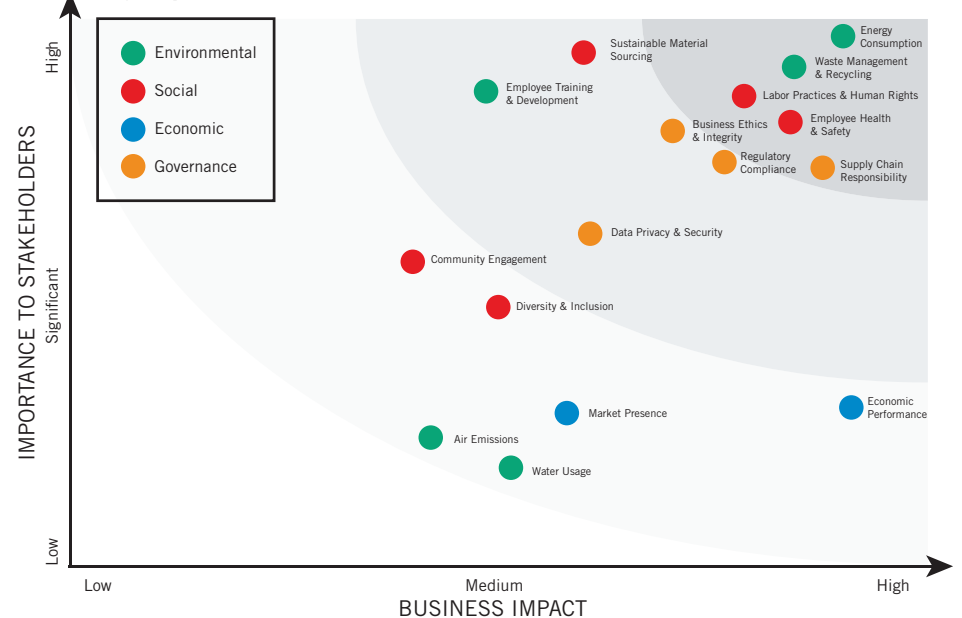 Environmental
Social
Economic
Governance
IMPORTANCE TO STAKEHOLDERS
High
Significant
Low
Energy
Consumption
Sustainable Material
Sourcing
Waste Management
& Recycling
Employee Training
& Development
Labor Practices & Human Rights
Employee Health
& Safety
Business Ethics
& Integrity
Regulatory
Compliance
Supply Chain
Responsibility
Data Privacy & Security
Community Engagement
Diversity & Inclusion
Economic
Performance
Market Presence
Air Emissions
Water Usage
Low
Medium
High
BUSINESS IMPACT